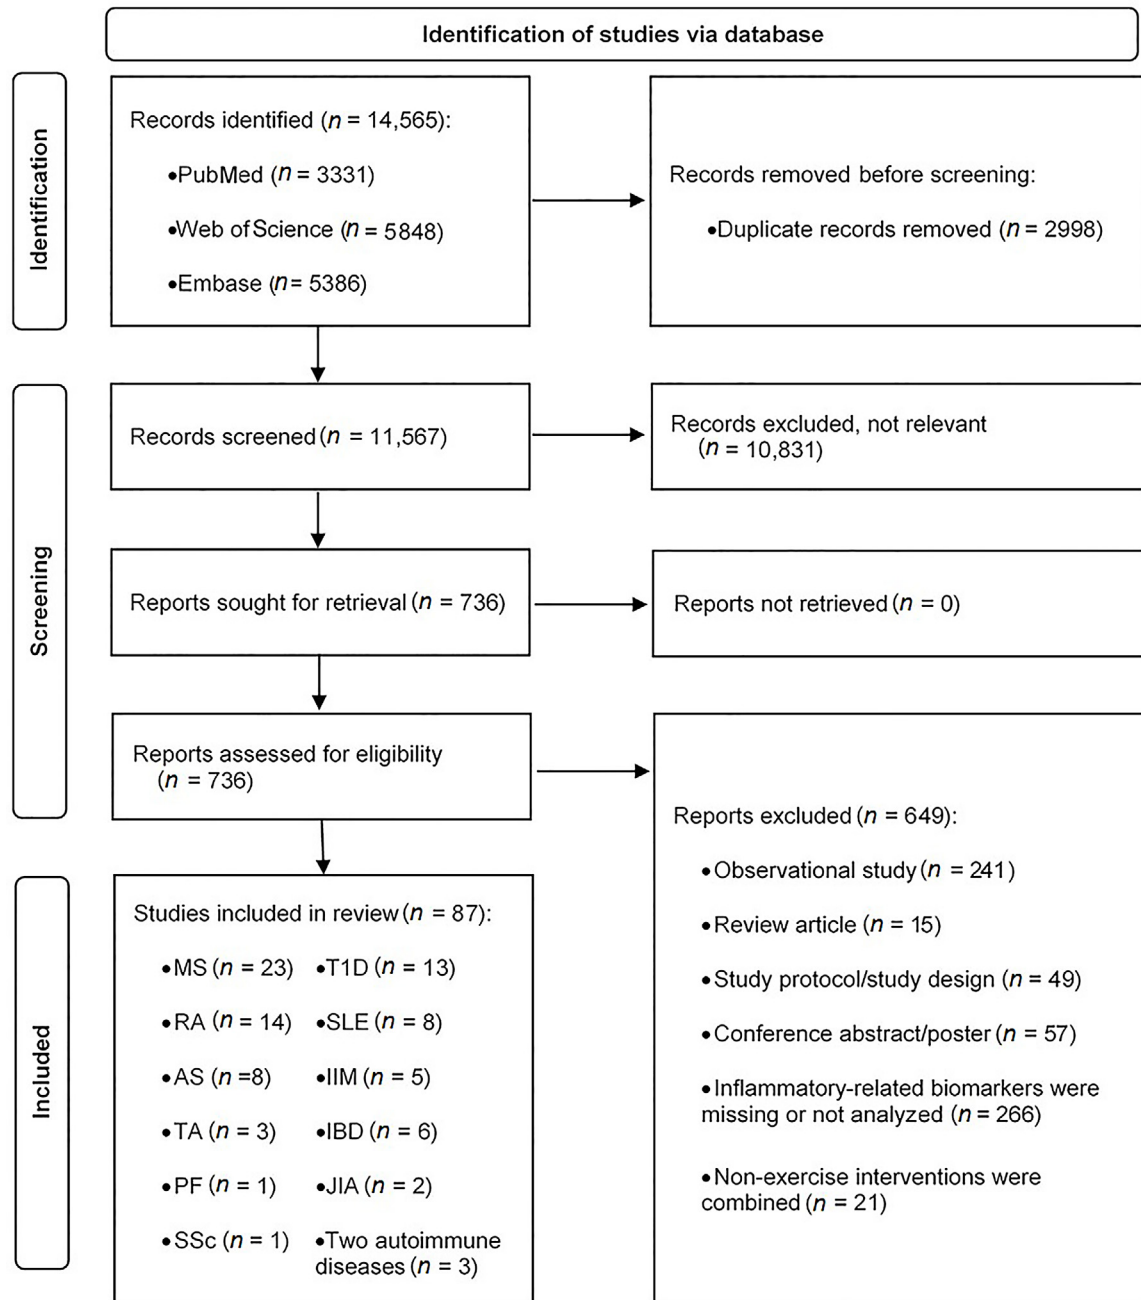 Identification of studies via database
Identification
Records identified (n = 14,565):
•PubMed (n = 3331)
•Web of Science (n = 5848)
•Embase (n= 5386)
Records removed before screening:
•Duplicate records removed (n = 2998)
Screening
Records screened (n = 11,567)
Records excluded, not relevant
(n = 10,831)
Reports sought for retrieval (n = 736)
Reports not retrieved (n = 0)
Reports assessed for eligibility
(n = 736)
Reports excluded (n = 649):
•Observational study (n = 241)
•Review article (n = 15)
•Study protocol/study design (n = 49)
•Conference abstract/poster (n = 57)
•Inflammatory-related biomarkers were
missing or not analyzed (n = 266)
•Non-exercise interventions were
combined (n = 21)
Included
Studies included in review (n = 87):
•MS (n = 23) •T1D (n = 13)
•RA (n = 14) •SLE (n = 8)
•AS (n =8) •IIM (n = 5)
•TA (n = 3) •IBD (n = 6)
•PF (n = 1) •JIA (n = 2)
•SSc (n = 1) •Two autoimmune
diseases (n = 3)